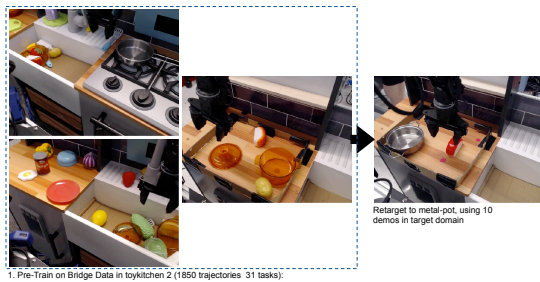 Retarget to metal-pot, using 10
demos in target domain
1. Pre-Train on Bridge Data in toykitchen 2 (1850 trajectories  31 tasks):